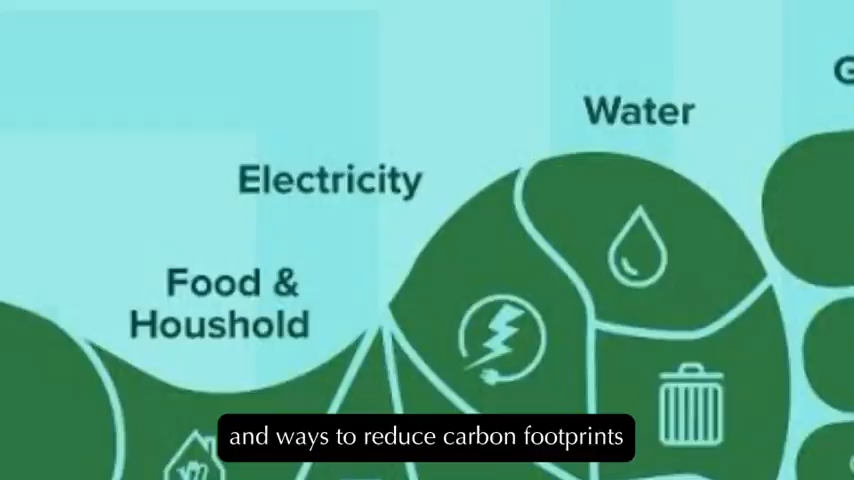 G
Water
Electricity
Food &
Houshold
and ways to reduce carbon footprints